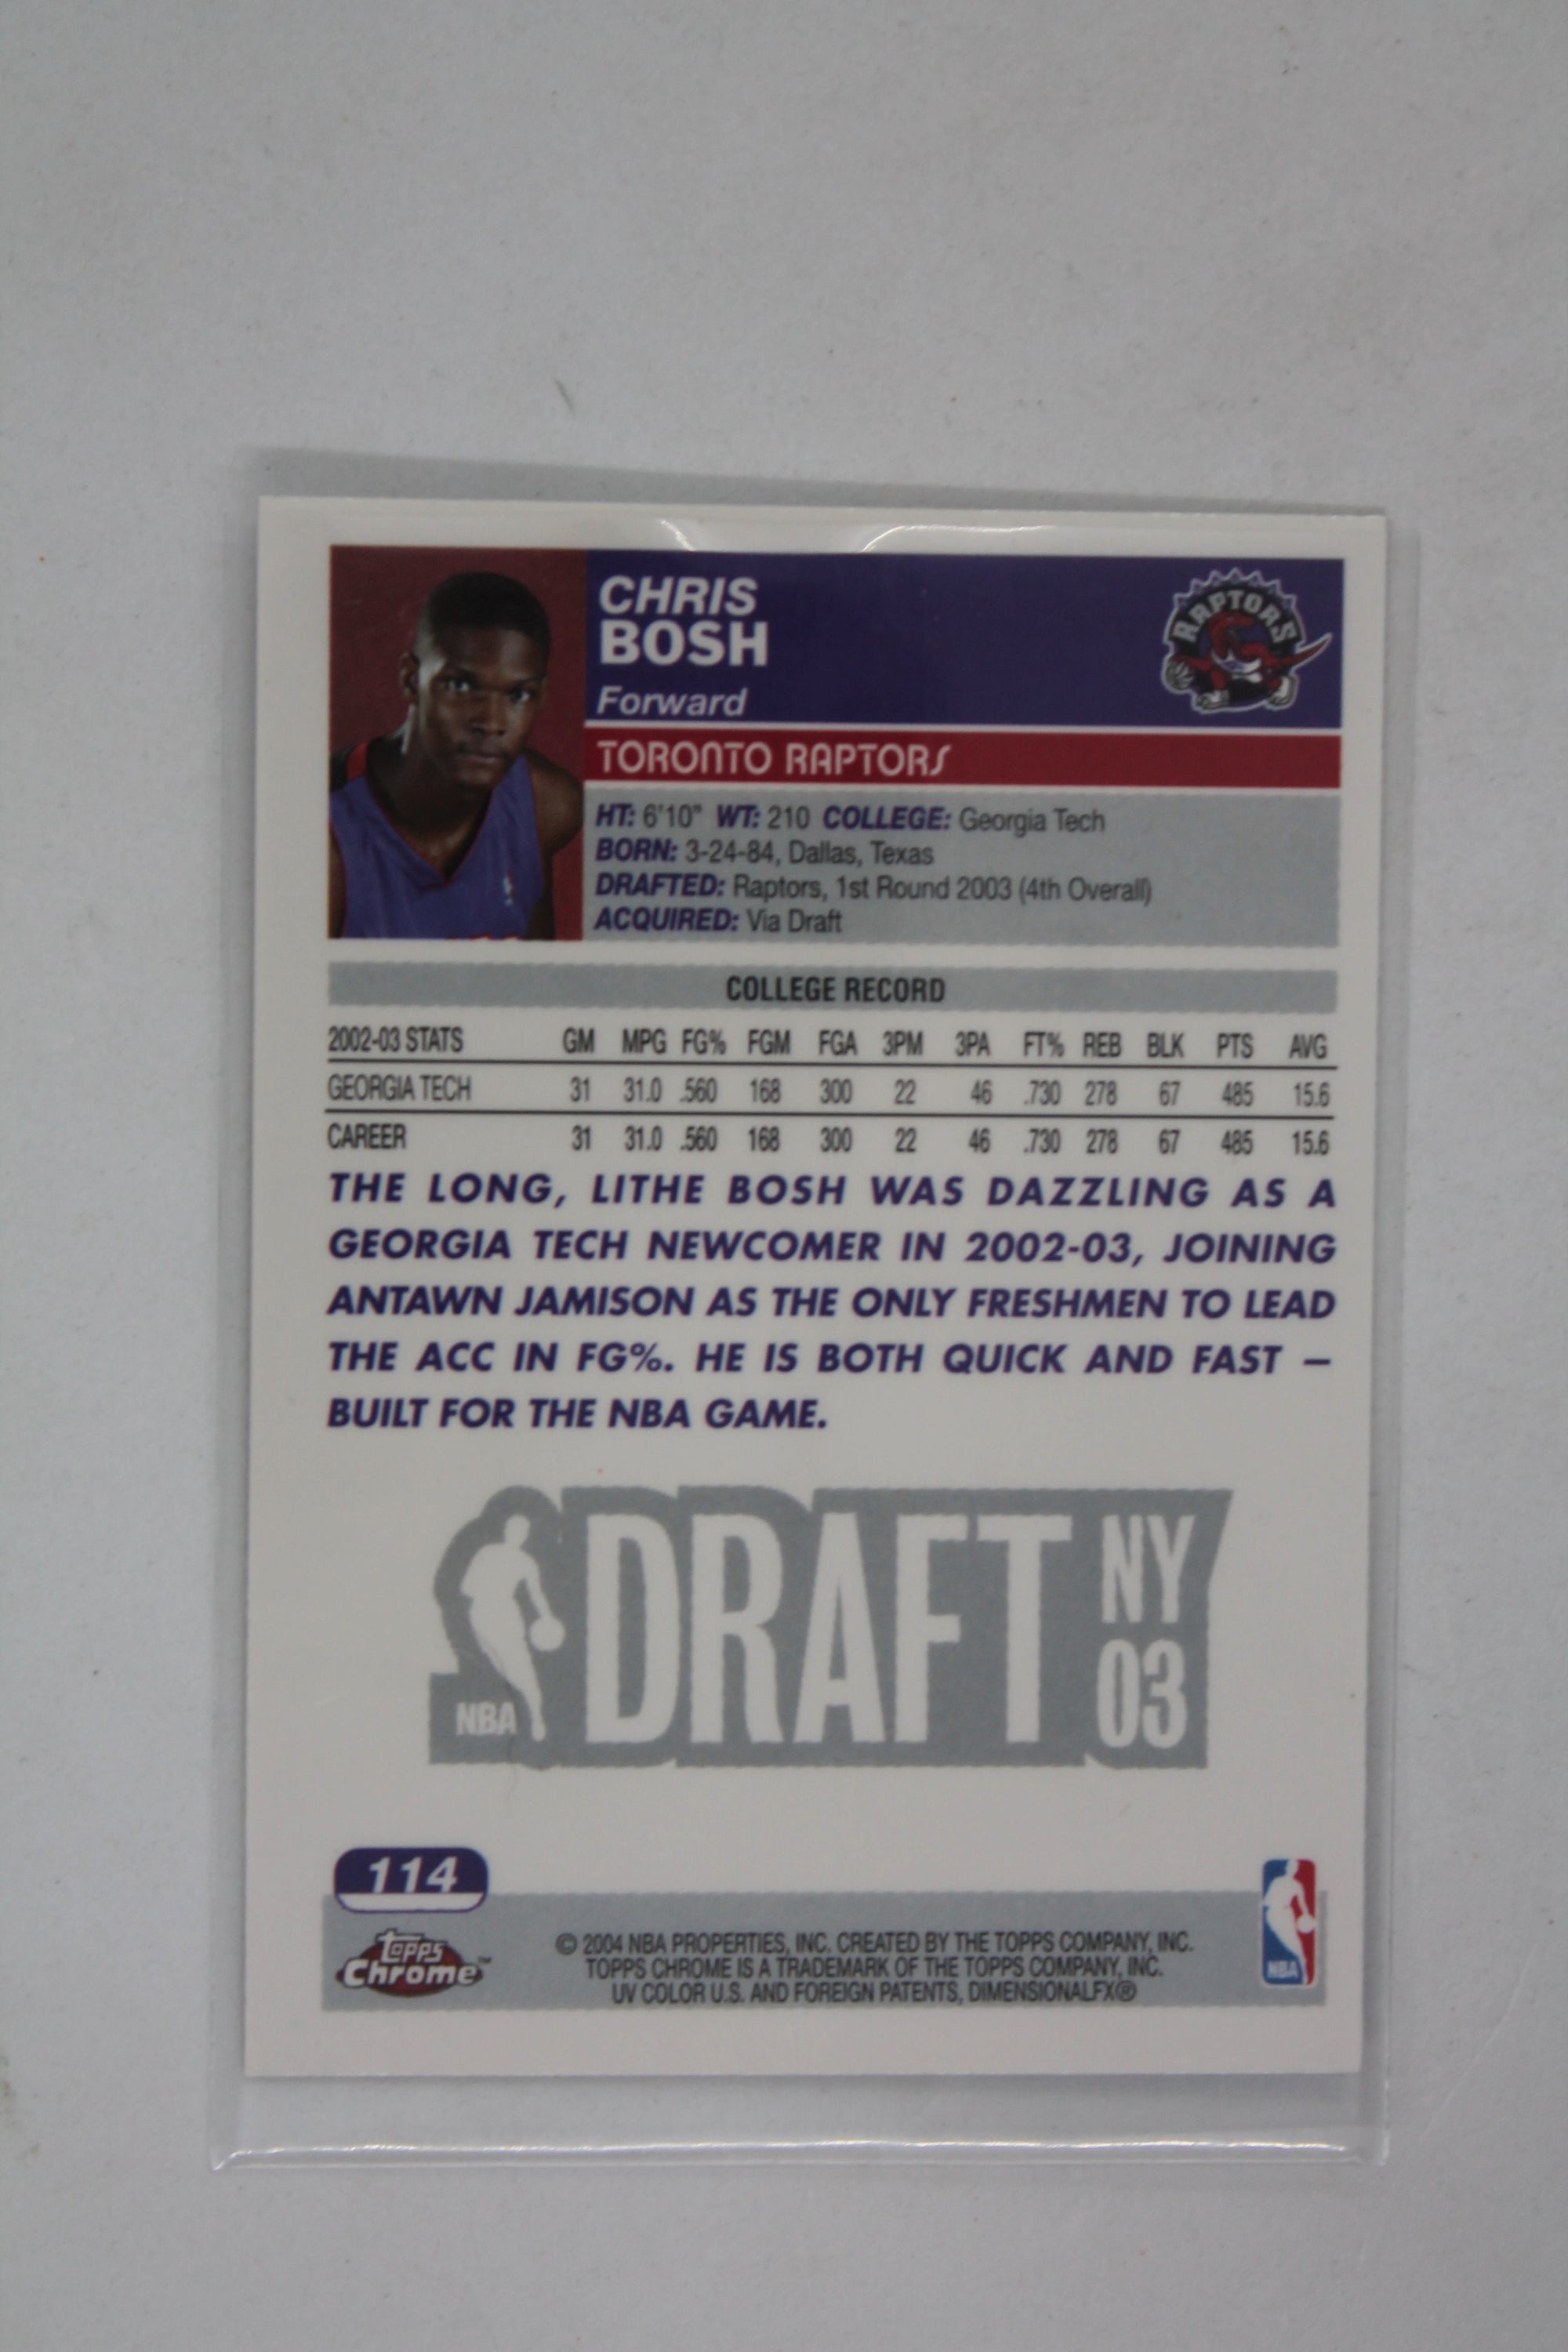 CHRIS
BOSH
Forward
RAPTORS
TORONTO RAPTORS
HT: 6'10" WT: 210 COLLEGE: Georgia Tech
BORN: 3-24-84, Dallas, Texas
DRAFTED: Raptors, 1st Round 2003 (4th Overall)
ACQUIRED: Via Draft
COLLEGE RECORD
2002-03 STATS GM MPG FG% FGM FGA 3PM 3PA FT% REB BLK PTS AVG
GEORGIA TECH 31 31.0 .560 168 300 22 46 .730 278 67 485 15.6
CAREER 31 31.0 .560 168 300 22 46 .730 278 67 485 15.6
THE LONG, LITHE BOSH WAS DAZZLING AS A
GEORGIA TECH NEWCOMER IN 2002-03, JOINING
ANTAWN JAMISON AS THE ONLY FRESHMEN TO LEAD
THE ACC IN FG%. HE IS BOTH QUICK AND FAST –
BUILT FOR THE NBA GAME.
NBA DRAFT NY 03
114
Topps
Chrome™
© 2004 NBA PROPERTIES, INC. CREATED BY THE TOPPS COMPANY, INC.
TOPPS CHROME IS A TRADEMARK OF THE TOPPS COMPANY, INC.
UV COLOR U.S. AND FOREIGN PATENTS, DIMENSIONALFX®
NBA